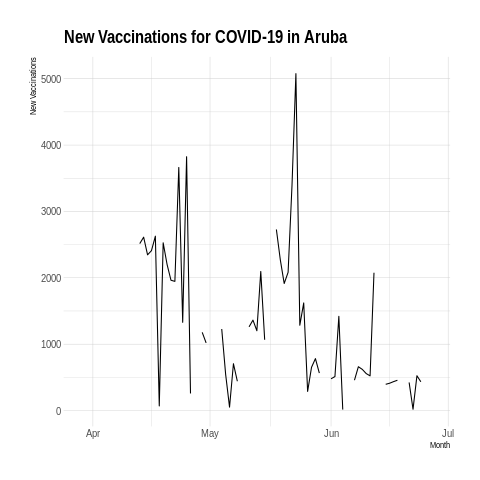 New Vaccinations for COVID-19 in Aruba
New Vaccinations
5000
4000
3000
2000
1000
0
Apr
May
Jun
Jul
Month